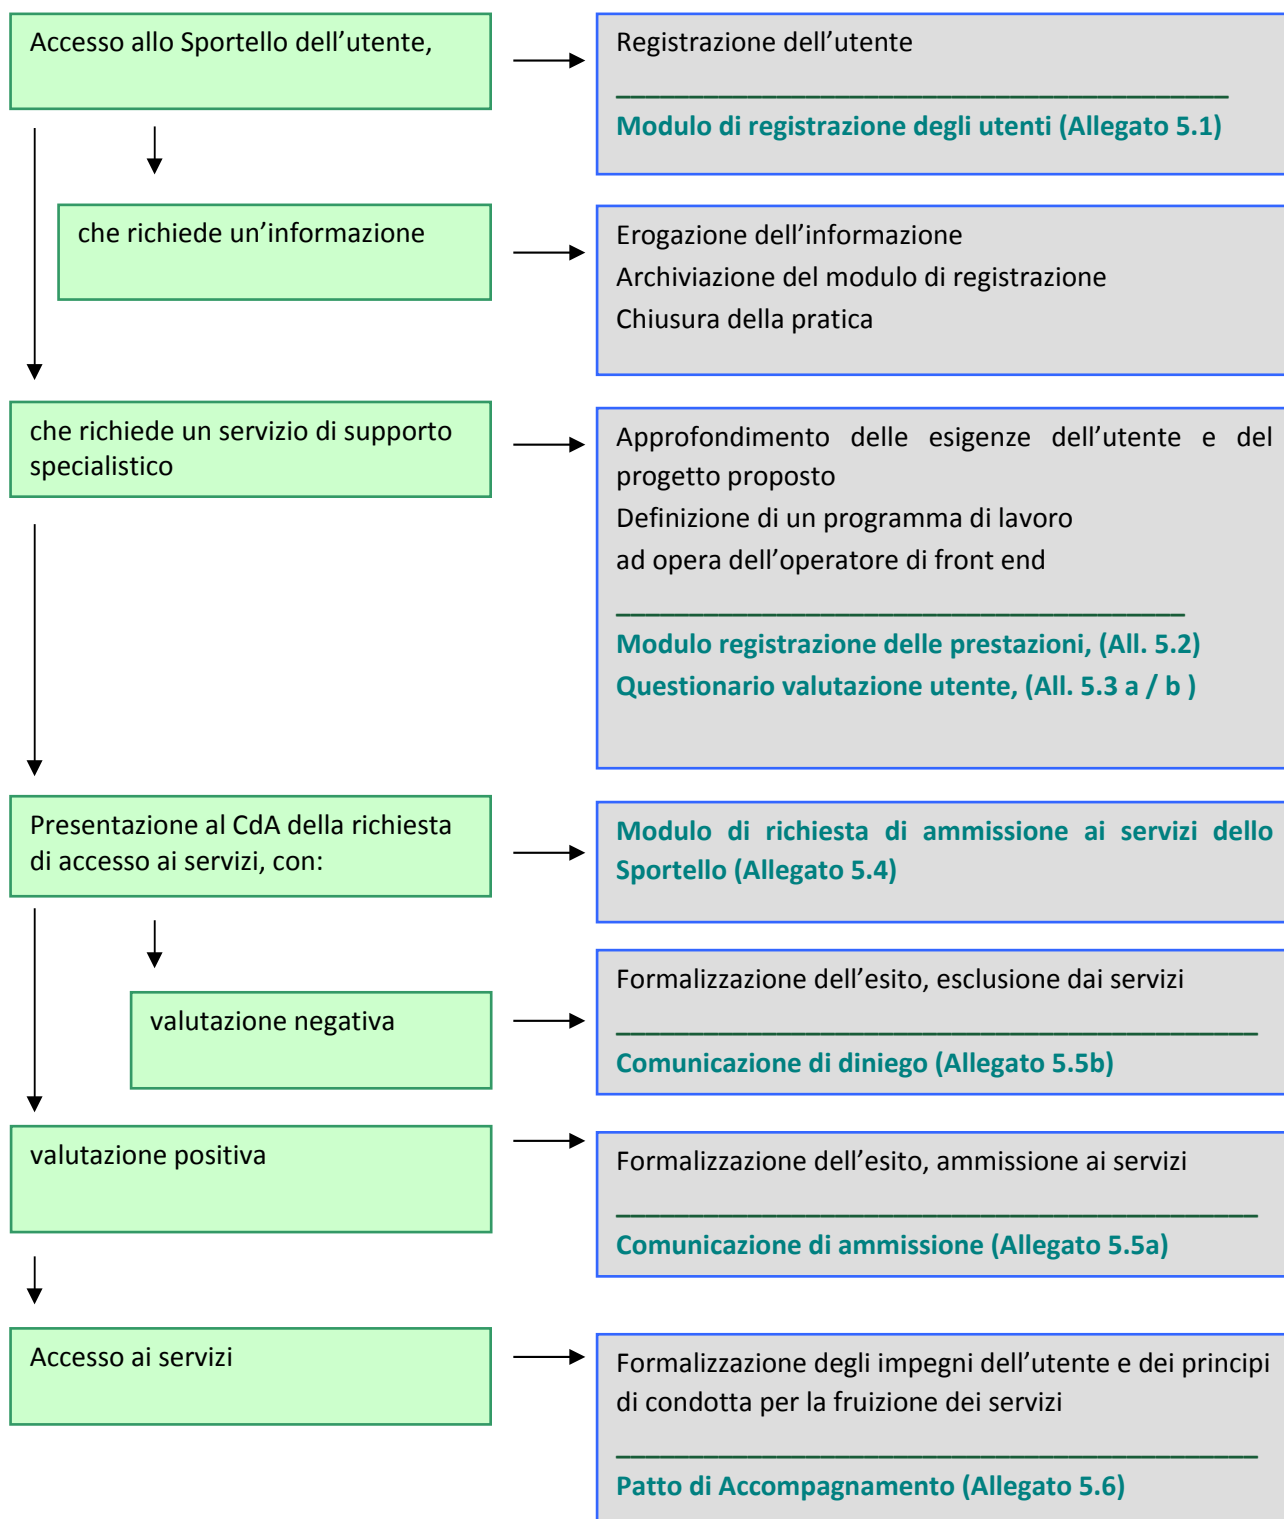 Accesso allo Sportello dell’utente,
Registrazione dell’utente
Modulo di registrazione degli utenti (Allegato 5.1)
che richiede un’informazione
Erogazione dell’informazione
Archiviazione del modulo di registrazione
Chiusura della pratica
che richiede un servizio di supporto
specialistico
Approfondimento delle esigenze dell’utente e del
progetto proposto
Definizione di un programma di lavoro
ad opera dell’operatore di front end
Modulo registrazione delle prestazioni, (All. 5.2)
Questionario valutazione utente, (All. 5.3 a / b )
Presentazione al CdA della richiesta
di accesso ai servizi, con:
Modulo di richiesta di ammissione ai servizi dello
Sportello (Allegato 5.4)
valutazione negativa
Formalizzazione dell’esito, esclusione dai servizi
Comunicazione di diniego (Allegato 5.5b)
valutazione positiva
Formalizzazione dell’esito, ammissione ai servizi
Comunicazione di ammissione (Allegato 5.5a)
Accesso ai servizi
Formalizzazione degli impegni dell’utente e dei principi
di condotta per la fruizione dei servizi
Patto di Accompagnamento (Allegato 5.6)